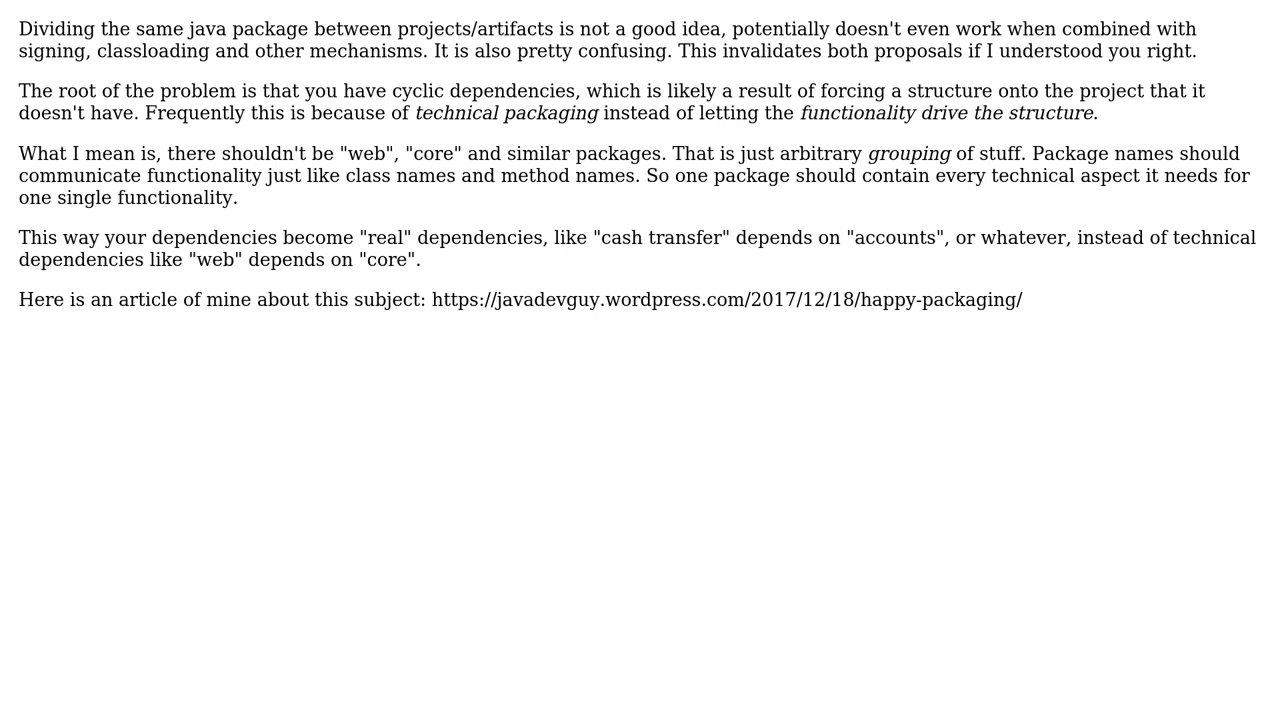 Dividing the same java package between projects/artifacts is not a good idea, potentially doesn't even work when combined with
signing, classloading and other mechanisms. It is also pretty confusing. This invalidates both proposals if I understood you right.
The root of the problem is that you have cyclic dependencies, which is likely a result of forcing a structure onto the project that it
doesn't have. Frequently this is because of technical packaging instead of letting the functionality drive the structure.
What I mean is, there shouldn't be "web", "core" and similar packages. That is just arbitrary grouping of stuff. Package names should
communicate functionality just like class names and method names. So one package should contain every technical aspect it needs for
one single functionality.
This way your dependencies become "real" dependencies, like "cash transfer" depends on "accounts", or whatever, instead of technical
dependencies like "web" depends on "core".
Here is an article of mine about this subject: https://javadevguy.wordpress.com/2017/12/18/happy-packaging/